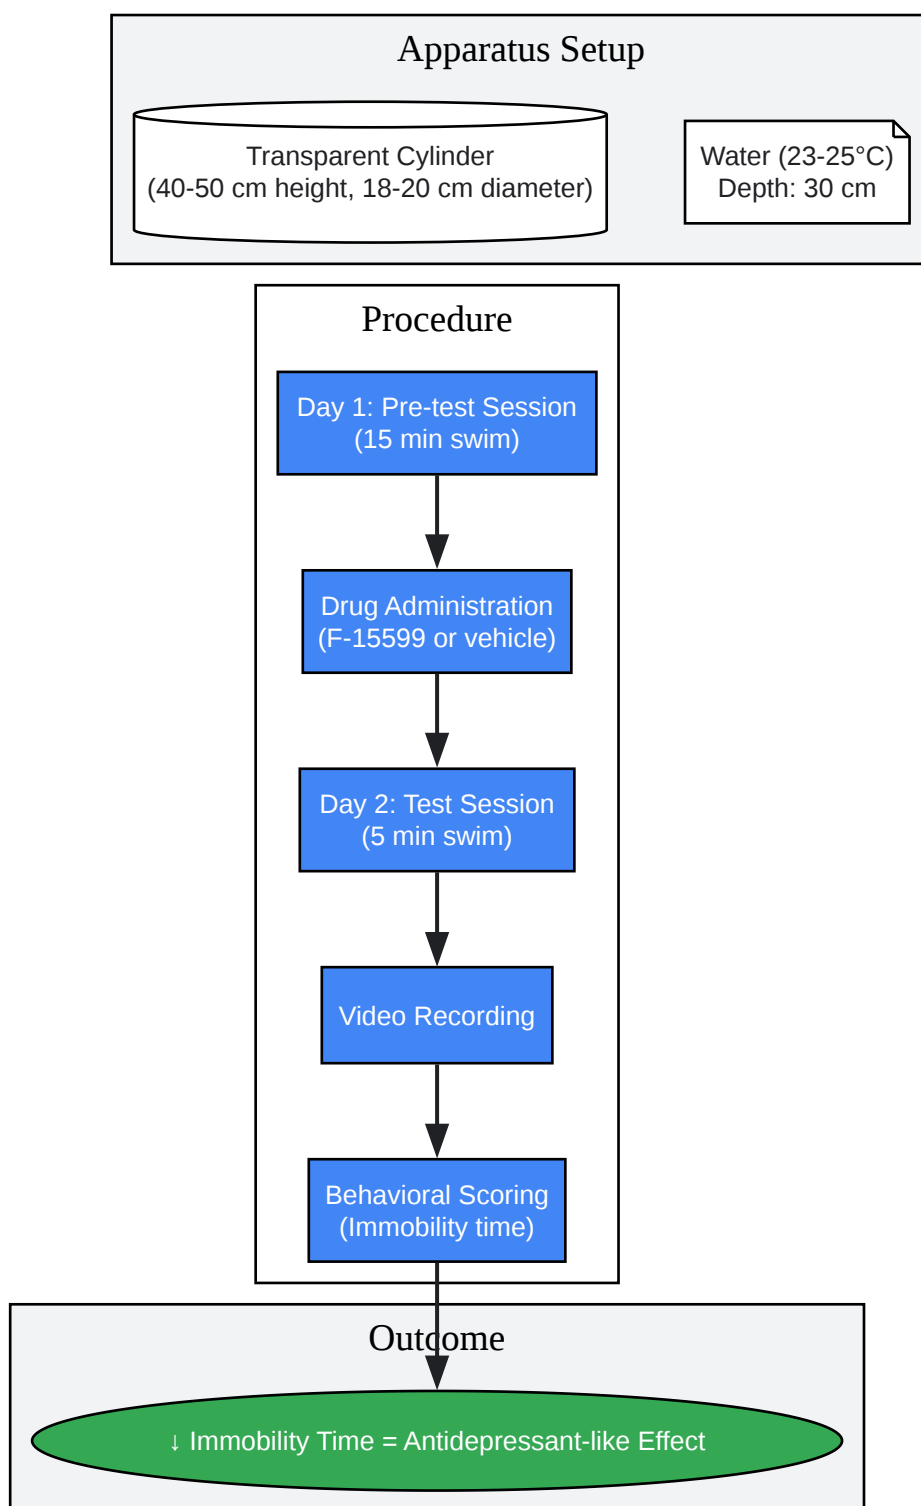 Apparatus Setup
Transparent Cylinder
(40-50 cm height, 18-20 cm diameter)
Water (23-25°C)
Depth: 30 cm
Procedure
Day 1: Pre-test Session
(15 min swim)
Drug Administration
(F-15599 or vehicle)
Day 2: Test Session
(5 min swim)
Video Recording
Behavioral Scoring
(Immobility time)
Outcome
↓ Immobility Time = Antidepressant-like Effect